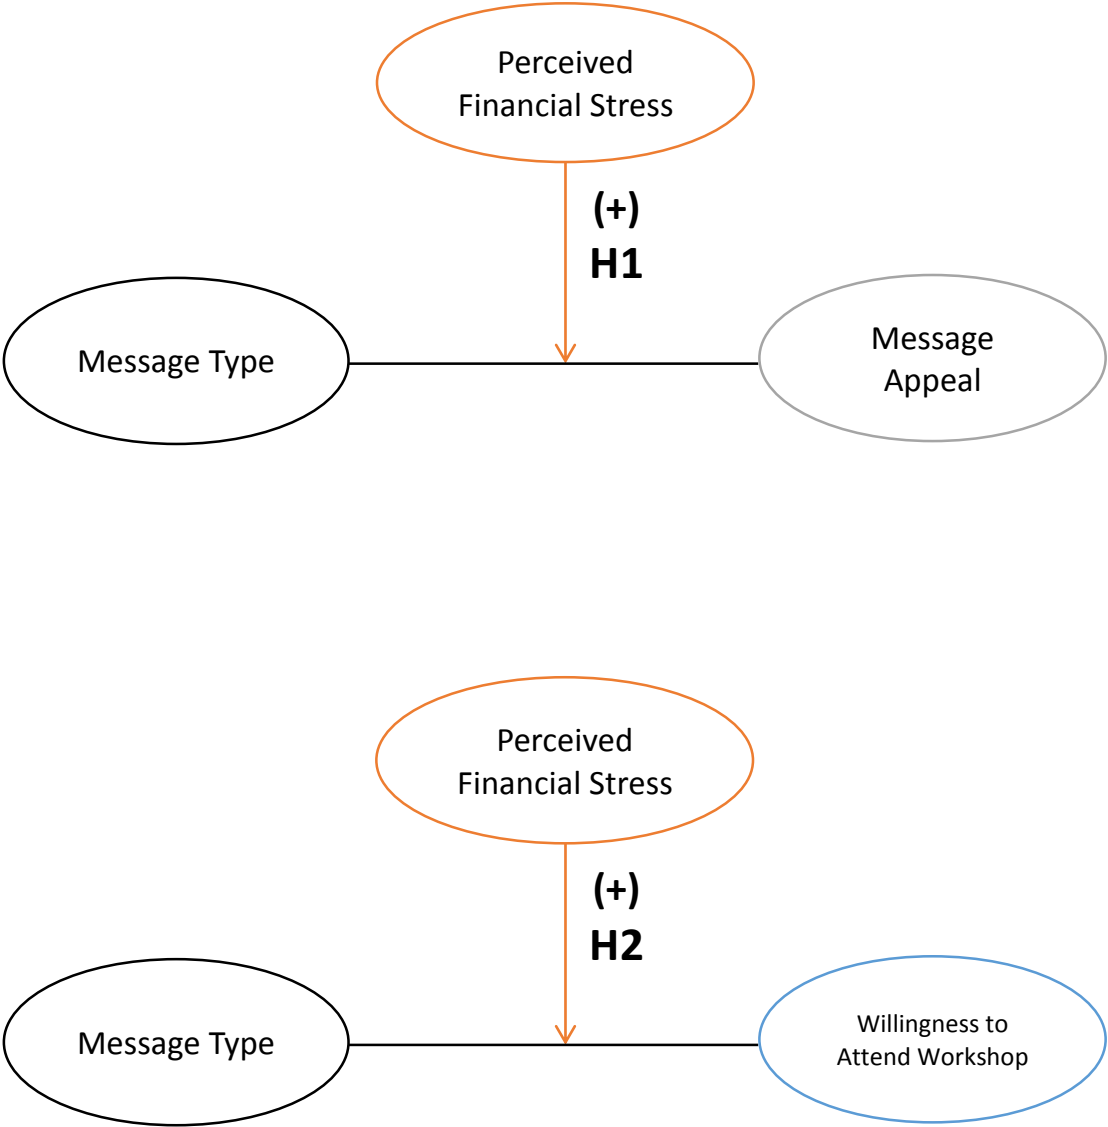 Perceived
Financial Stress
(+)
H1
Message Type
Message
Appeal
Perceived
Financial Stress
(+)
H2
Message Type
Willingness to
Attend Workshop